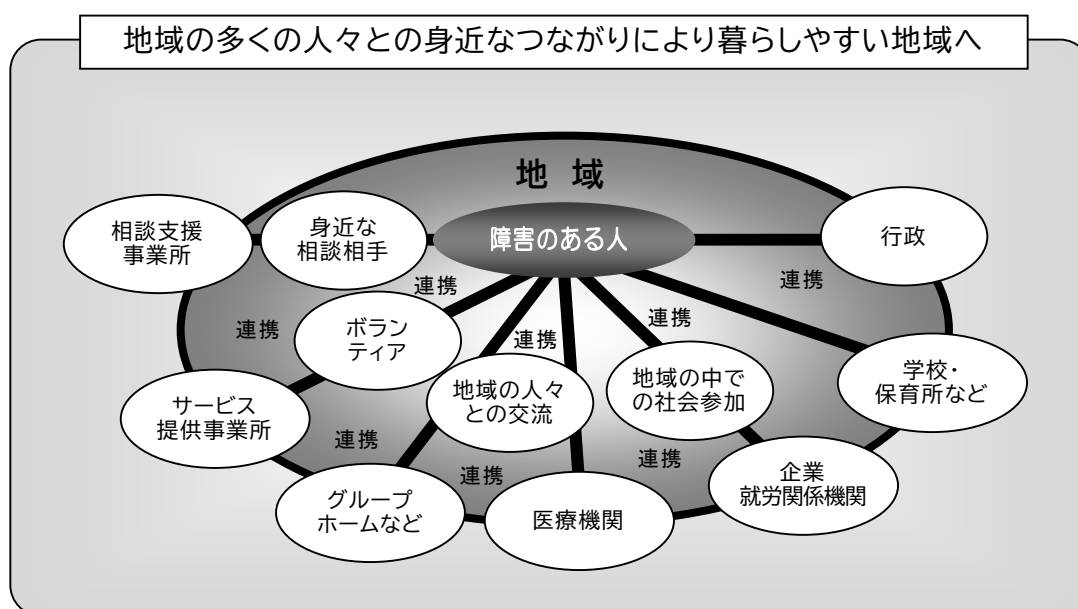 地域の多くの人々との身近なつながりにより暮らしやすい地域へ
地 域
相談支援
事業所
身近な
相談相手
障害のある人
行政
連携
連携
連携
ボラン
ティア
連携
連携
地域の人々
との交流
地域の中で
の社会参加
学校・
保育所など
サービス
提供事業所
連携
連携
連携
グループ
ホームなど
医療機関
企業
就労関係機関